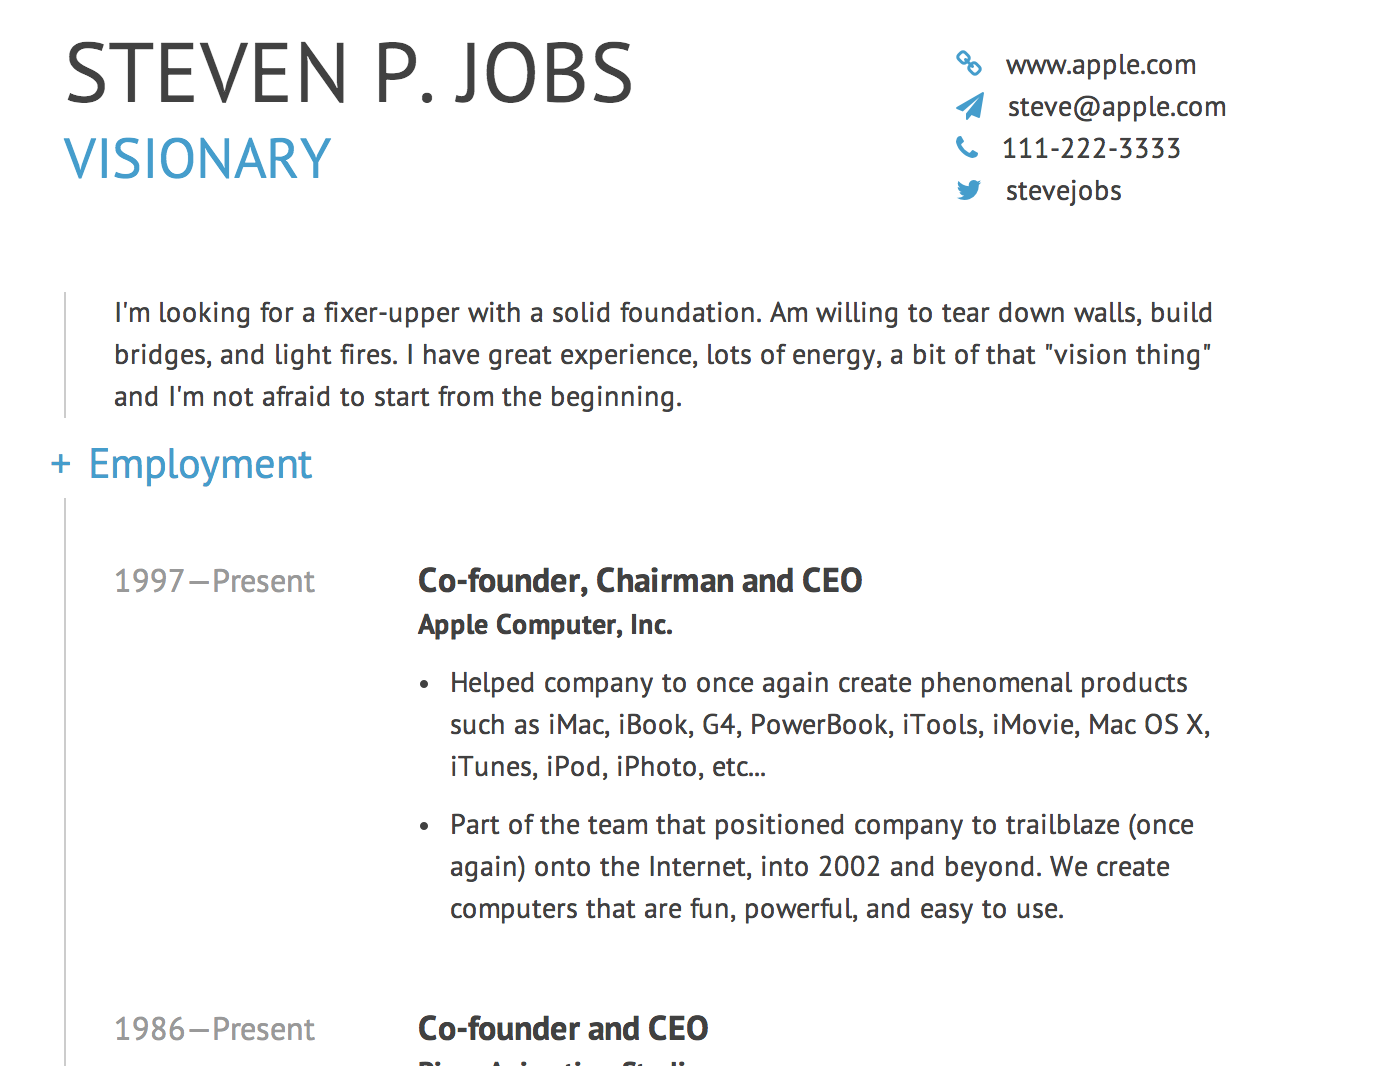 STEVEN P. JOBS
VISIONARY
www.apple.com
steve@apple.com
111-222-3333
stevejobs
I'm looking for a fixer-upper with a solid foundation. Am willing to tear down walls, build
bridges, and light fires. I have great experience, lots of energy, a bit of that "vision thing"
and I'm not afraid to start from the beginning.
+ Employment
1997—Present
Co-founder, Chairman and CEO
Apple Computer, Inc.
• Helped company to once again create phenomenal products
such as iMac, iBook, G4, PowerBook, iTools, iMovie, Mac OS X,
iTunes, iPod, iPhoto, etc...
• Part of the team that positioned company to trailblaze (once
again) onto the Internet, into 2002 and beyond. We create
computers that are fun, powerful, and easy to use.
1986—Present
Co-founder and CEO